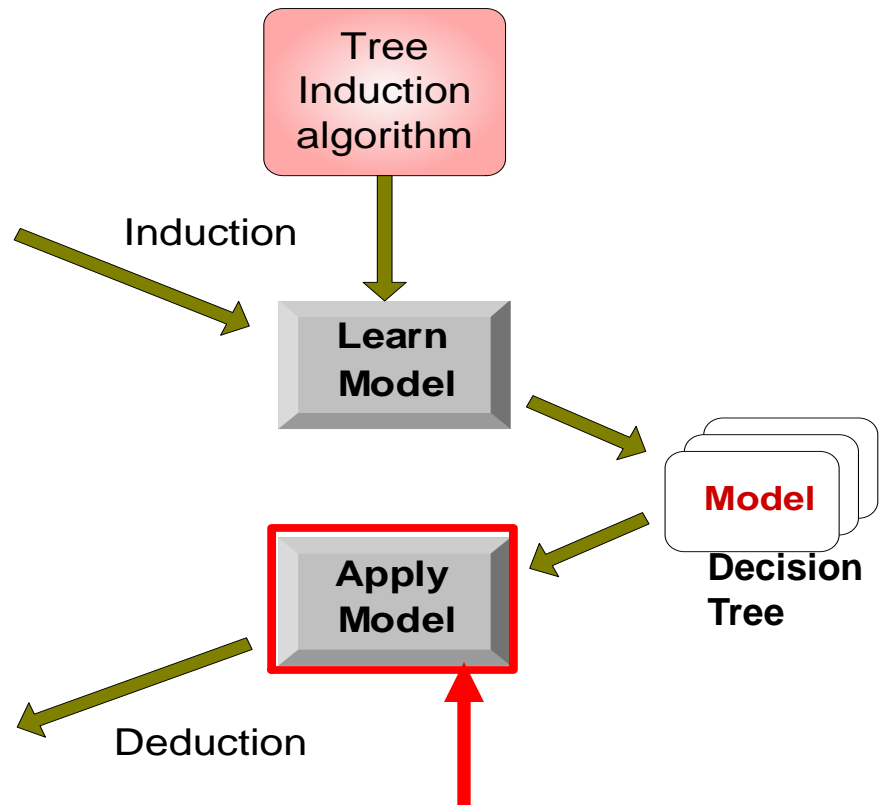 Tree
Induction
algorithm
Induction
Learn
Model
Model
Decision
Tree
Apply
Model
Deduction